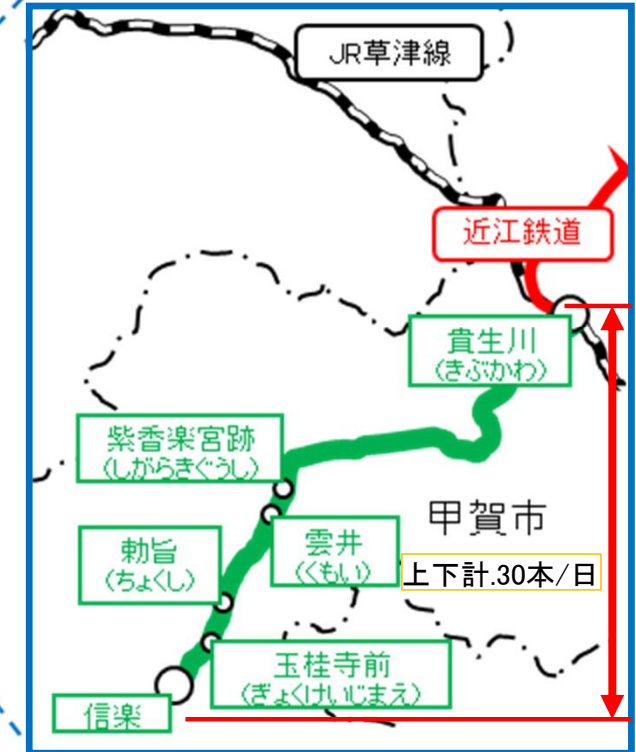 JR草津線
近江鉄道
貴生川
(きぶかわ)
紫香楽宮跡
(しがらきぐうし)
甲賀市
雲井
(くもい)
勅旨
(ちょくし)
上下計.30本/日
玉桂寺前
(ぎょくけいじまえ)
信楽